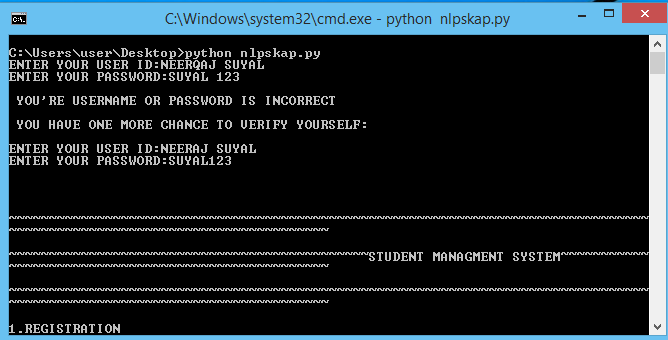 C:\Windows\system32\cmd.exe - python nlpskap.py
C:\Users\user\Desktop>python nlpskap.py
ENTER YOUR USER ID:NEERQAJ SUYAL
ENTER YOUR PASSWORD:SUYAL 123
YOU'RE USERNAME OR PASSWORD IS INCORRECT
YOU HAVE ONE MORE CHANCE TO VERIFY YOURSELF:
ENTER YOUR USER ID:NEERAJ SUYAL
ENTER YOUR PASSWORD:SUYAL123
~~~~~~~~~~~~~~~~~~~~~~~~~~~~~~~~~~~~~~~~~~~~~~~~~~~~~~~~~~~~~~~~~~~~~~~~~~~~~~~~
~~~~~~~~~~~~~~~~~~~~~~~~~~~~~~~~~~~~~~~~
~~~~~~~~~~~~~~~~~~~~~~~~~~~~~~~~~~~~~~~~~~~~~STUDENT MANAGMENT SYSTEM~~~~~~~~~~~
~~~~~~~~~~~~~~~~~~~~~~~~~~~~~~~~~~~~~~~~
~~~~~~~~~~~~~~~~~~~~~~~~~~~~~~~~~~~~~~~~~~~~~~~~~~~~~~~~~~~~~~~~~~~~~~~~~~~~~~~~
~~~~~~~~~~~~~~~~~~~~~~~~~~~~~~~~~~~~~~~~
1.REGISTRATION